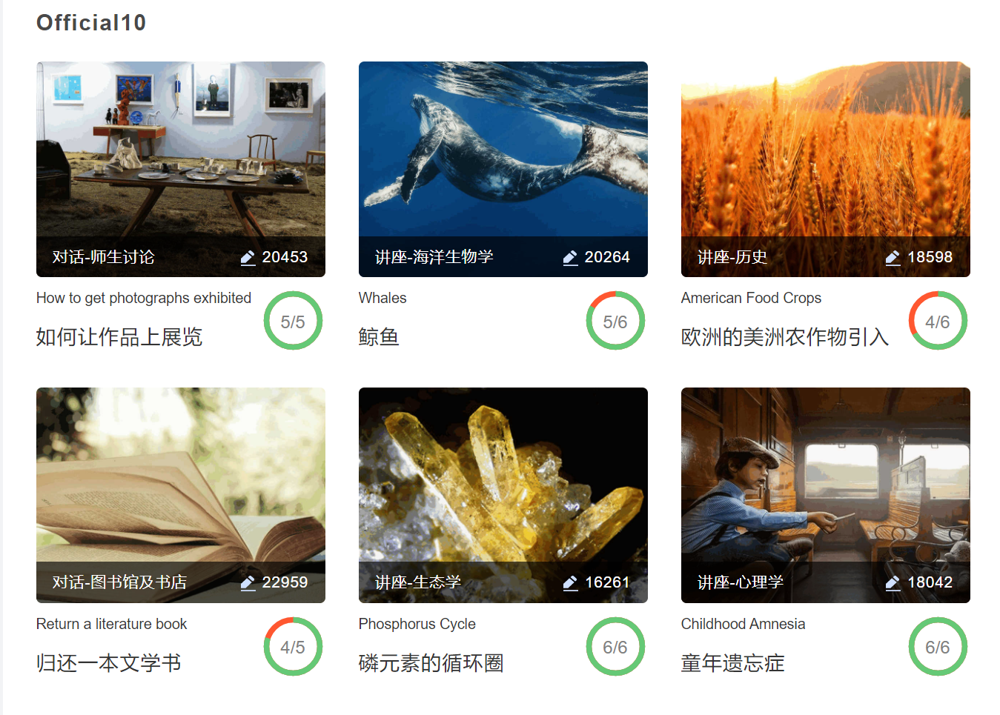 Official10
对话-师生讨论 20453
讲座-海洋生物学 20264
讲座-历史 18598
How to get photographs exhibited
如何让作品上展览
5/5
Whales
鲸鱼
5/6
American Food Crops
欧洲的美洲农作物引入
4/6
对话-图书馆及书店 22959
讲座-生态学 16261
讲座-心理学 18042
Return a literature book
归还一本文学书
4/5
Phosphorus Cycle
磷元素的循环圈
6/6
Childhood Amnesia
童年遗忘症
6/6